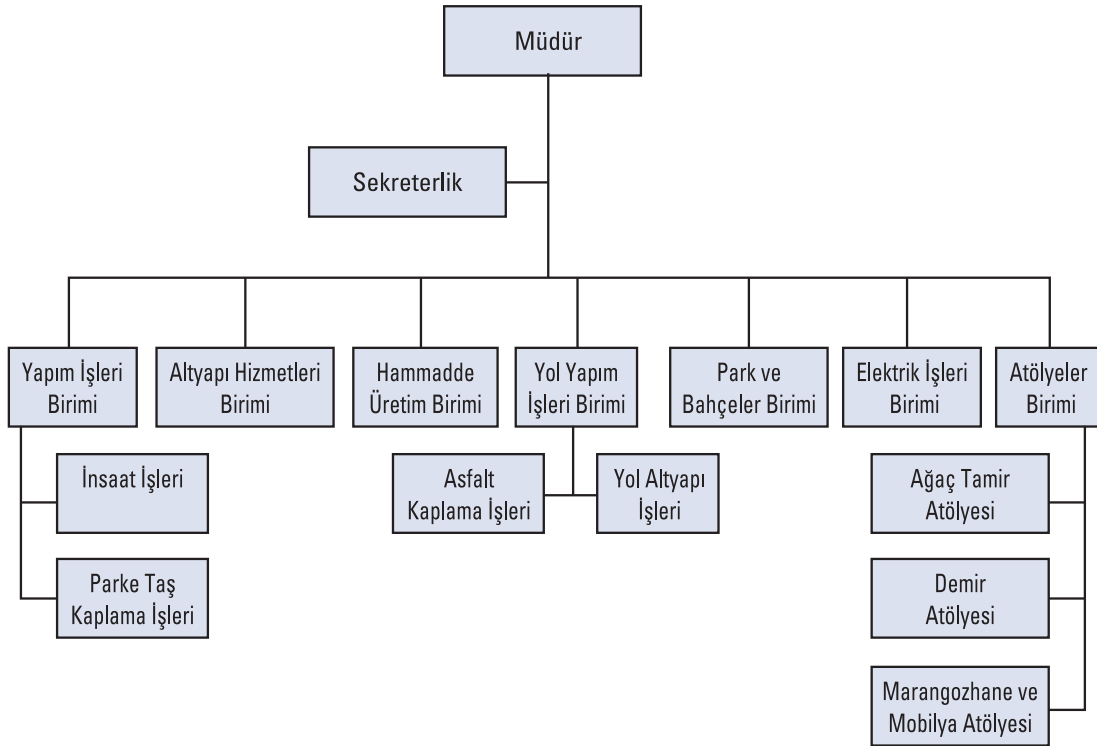 Müdür
Sekreterlik
Yapım İşleri
Birimi
Altyapı Hizmetleri
Birimi
Hammadde
Üretim Birimi
Yol Yapım
İşleri Birimi
Park ve
Bahçeler Birimi
Elektrik İşleri
Birimi
Atölyeler
Birimi
İnsaat İşleri
Parke Taş
Kaplama İşleri
Asfalt
Kaplama İşleri
Yol Altyapı
İşleri
Ağaç Tamir
Atölyesi
Demir
Atölyesi
Marangozhane ve
Mobilya Atölyesi